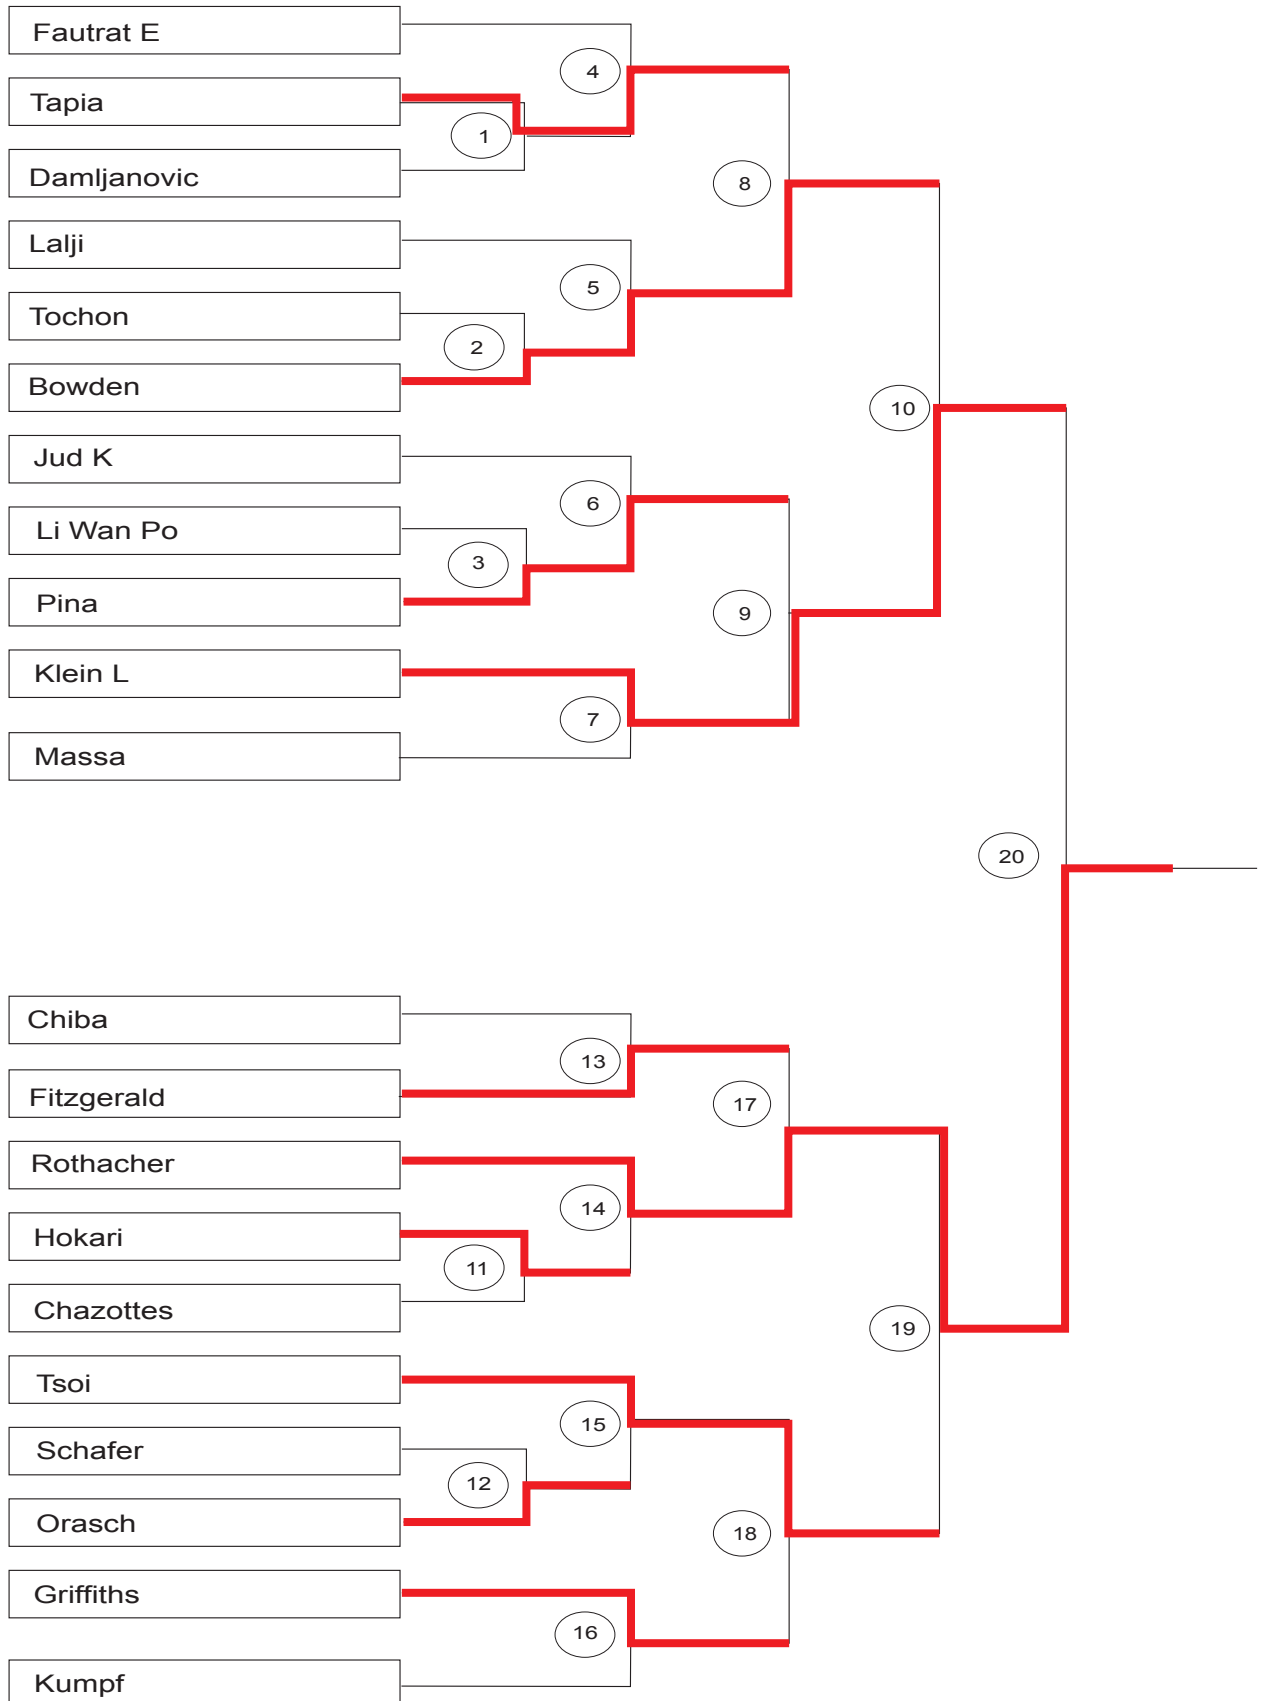 Fautrat E
4
Tapia
1
Damljanovic
8
Lalji
5
Tochon
2
Bowden
10
Jud K
6
Li Wan Po
3
Pina
9
Klein L
7
Massa
20
Chiba
13
Fitzgerald
17
Rothacher
14
Hokari
11
Chazottes
19
Tsoi
15
Schafer
12
Orasch
18
Griffiths
16
Kumpf